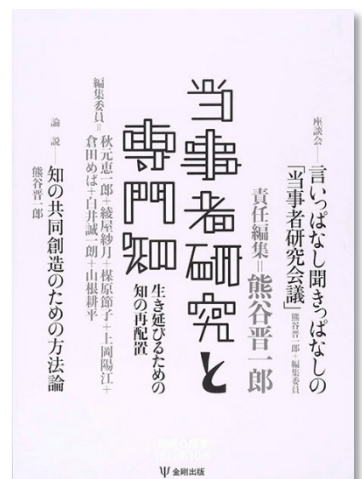 座談会―言いっぱなし聞きっぱなしの
「当事者研究会議」熊谷晋一郎+編集委員
責任編集=熊谷晋一郎
当事者研究と
専門知
生き延びるための
知の再配置
編集委員=秋元恵一郎+綾屋紗月+楳原節子+上岡陽江+
倉田めば+白井誠一朗+山根耕平
論説―知の共同創造のための方法論
熊谷晋一郎
金剛出版